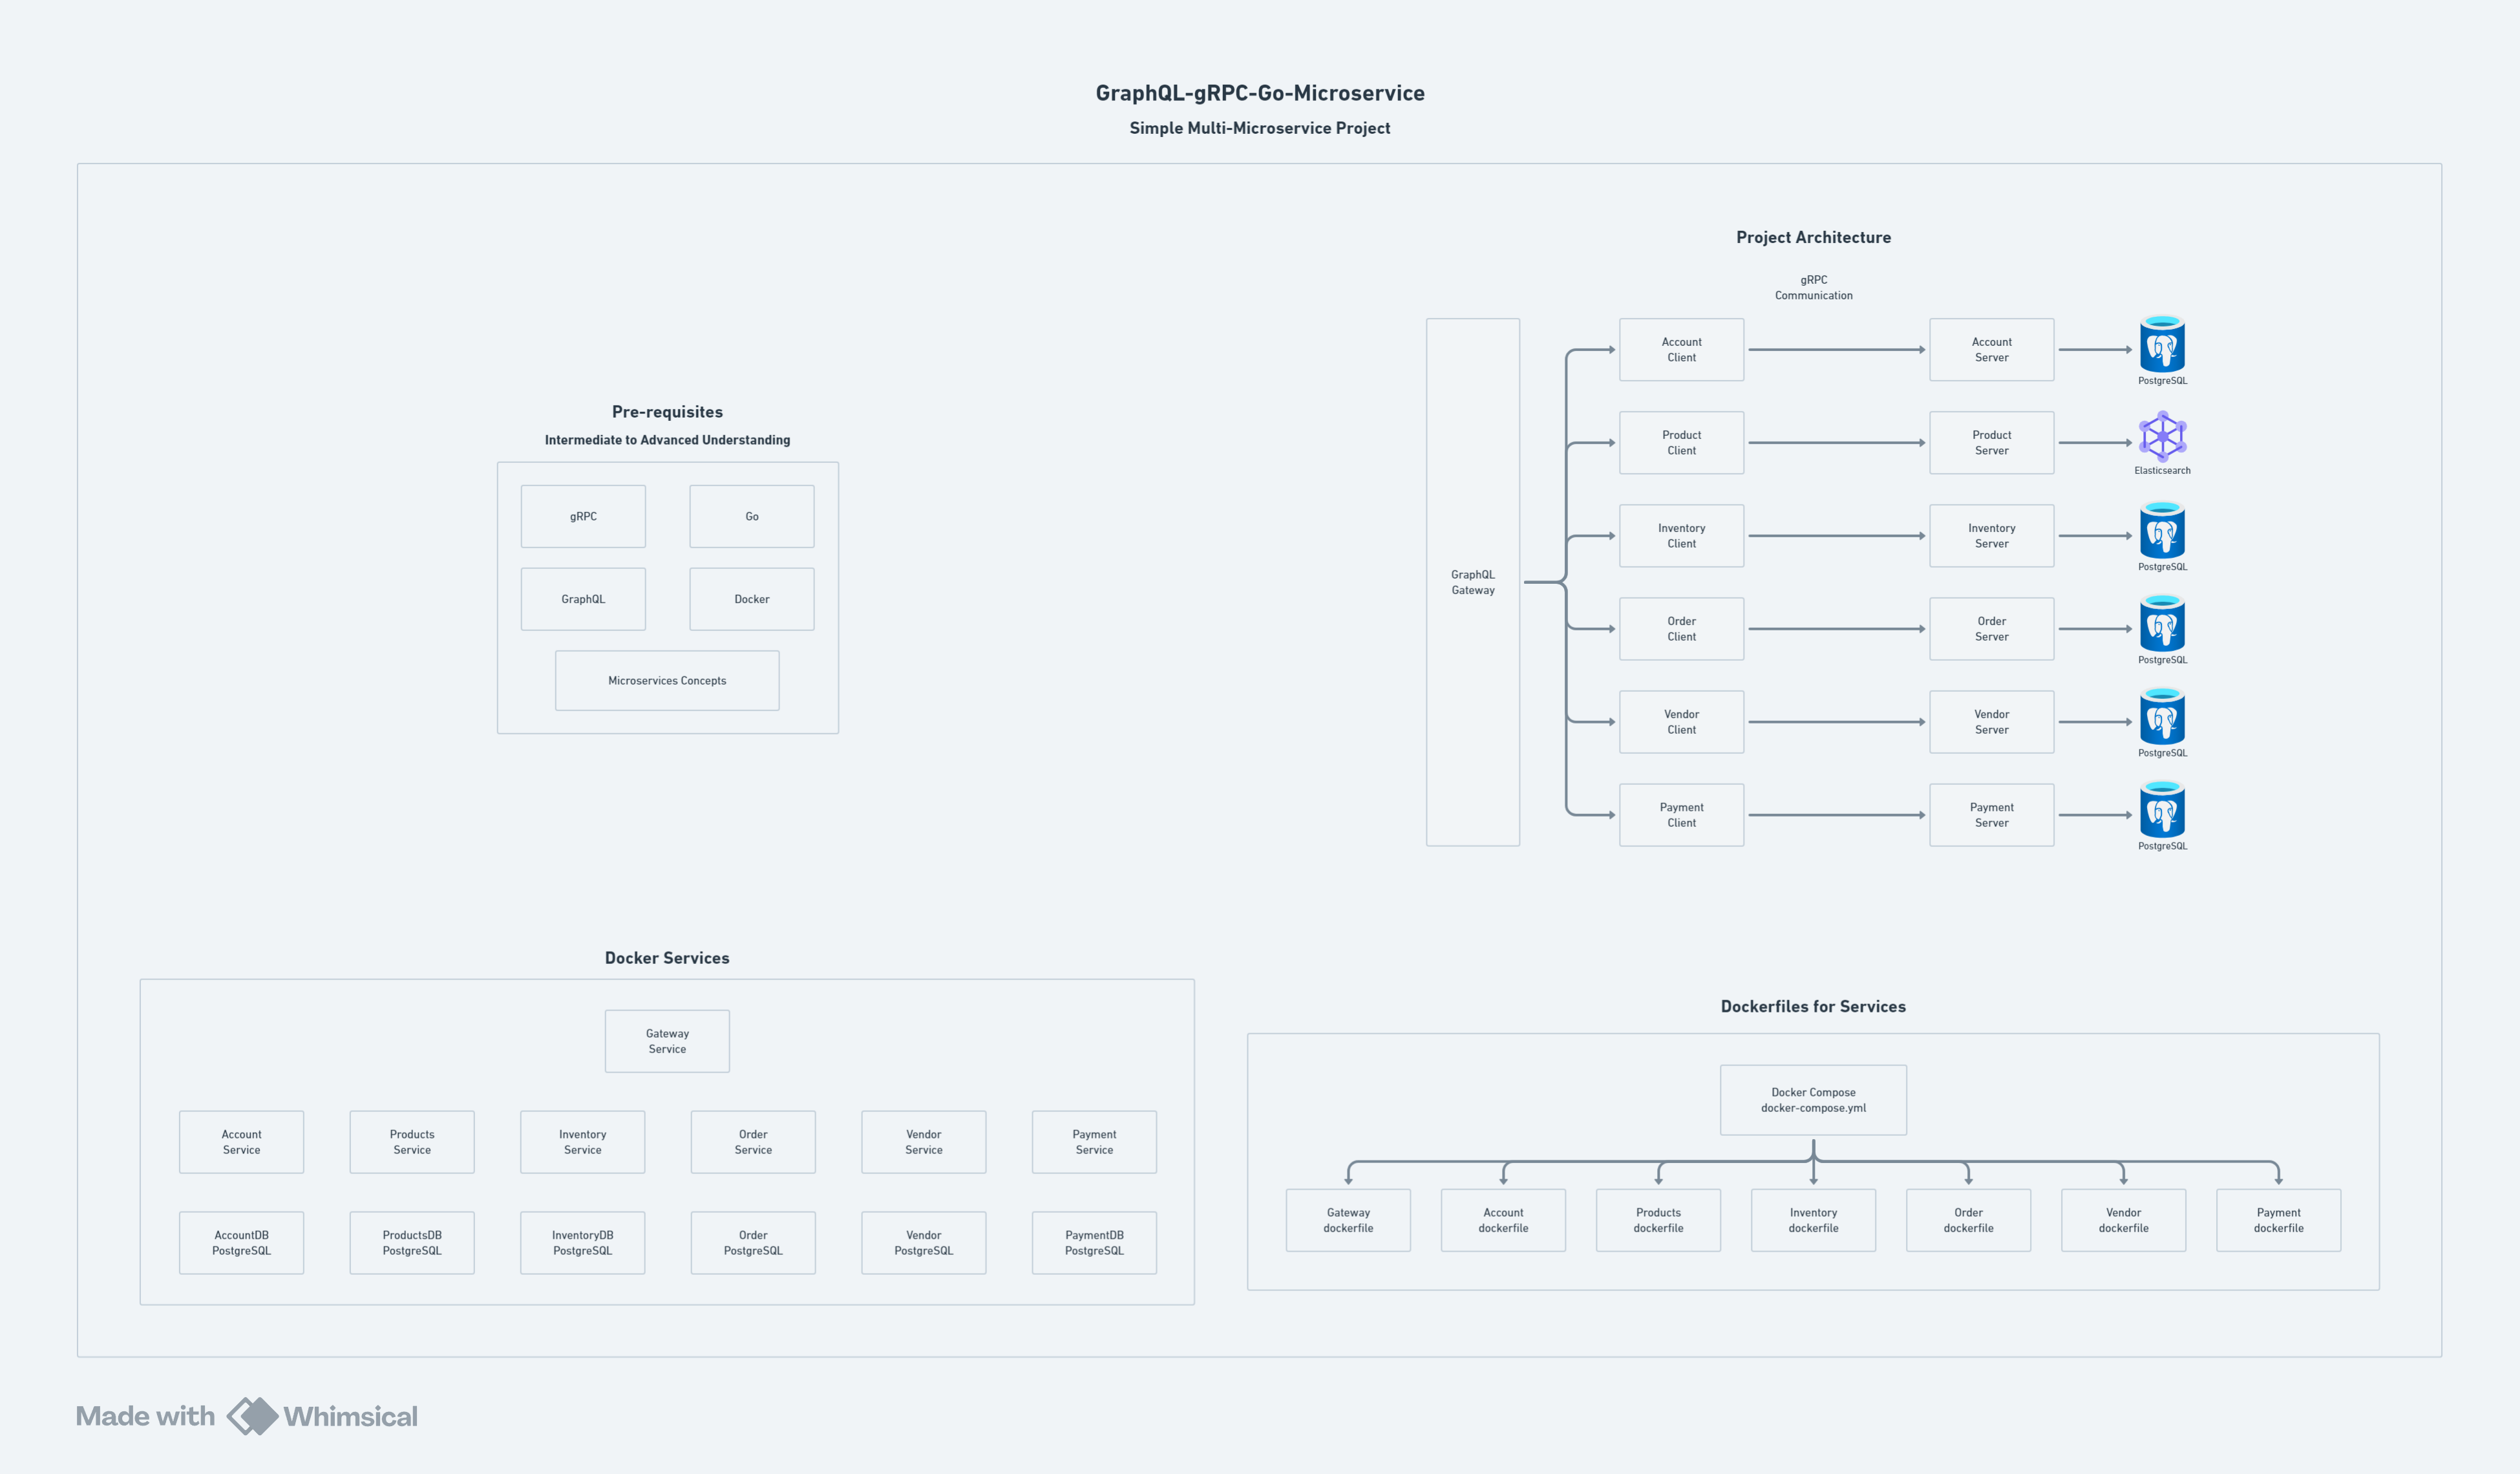 GraphQL-gRPC-Go-Microservice
Simple Multi-Microservice Project
Pre-requisites
Intermediate to Advanced Understanding
gRPC
Go
GraphQL
Docker
Microservices Concepts
Project Architecture
gRPC
Communication
GraphQL
Gateway
Account
Client
Account
Server
PostgreSQL
Product
Client
Product
Server
Elasticsearch
Inventory
Client
Inventory
Server
PostgreSQL
Order
Client
Order
Server
PostgreSQL
Vendor
Client
Vendor
Server
PostgreSQL
Payment
Client
Payment
Server
PostgreSQL
Docker Services
Gateway
Service
Account
Service
Products
Service
Inventory
Service
Order
Service
Vendor
Service
Payment
Service
AccountDB
PostgreSQL
ProductsDB
PostgreSQL
InventoryDB
PostgreSQL
Order
PostgreSQL
Vendor
PostgreSQL
PaymentDB
PostgreSQL
Dockerfiles for Services
Docker Compose
docker-compose.yml
Gateway
dockerfile
Account
dockerfile
Products
dockerfile
Inventory
dockerfile
Order
dockerfile
Vendor
dockerfile
Payment
dockerfile
Made with Whimsical